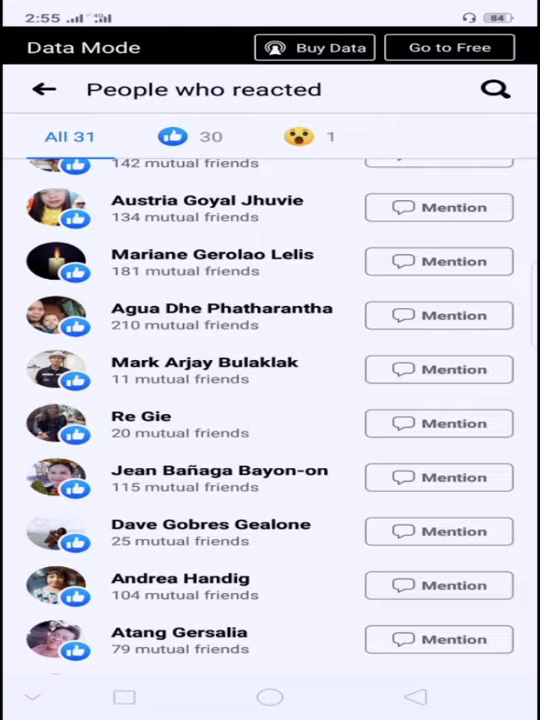 2:55 4G 84
Data Mode Buy Data Go to Free
People who reacted
All 31 30 1
142 mutual friends
Austria Goyal Jhuvie
134 mutual friends Mention
Mariane Gerolao Lelis
181 mutual friends Mention
Agua Dhe Phatharantha
210 mutual friends Mention
Mark Arjay Bulaklak
11 mutual friends Mention
Re Gie
20 mutual friends Mention
Jean Bañaga Bayon-on
115 mutual friends Mention
Dave Gobres Gealone
25 mutual friends Mention
Andrea Handig
104 mutual friends Mention
Atang Gersalia
79 mutual friends Mention